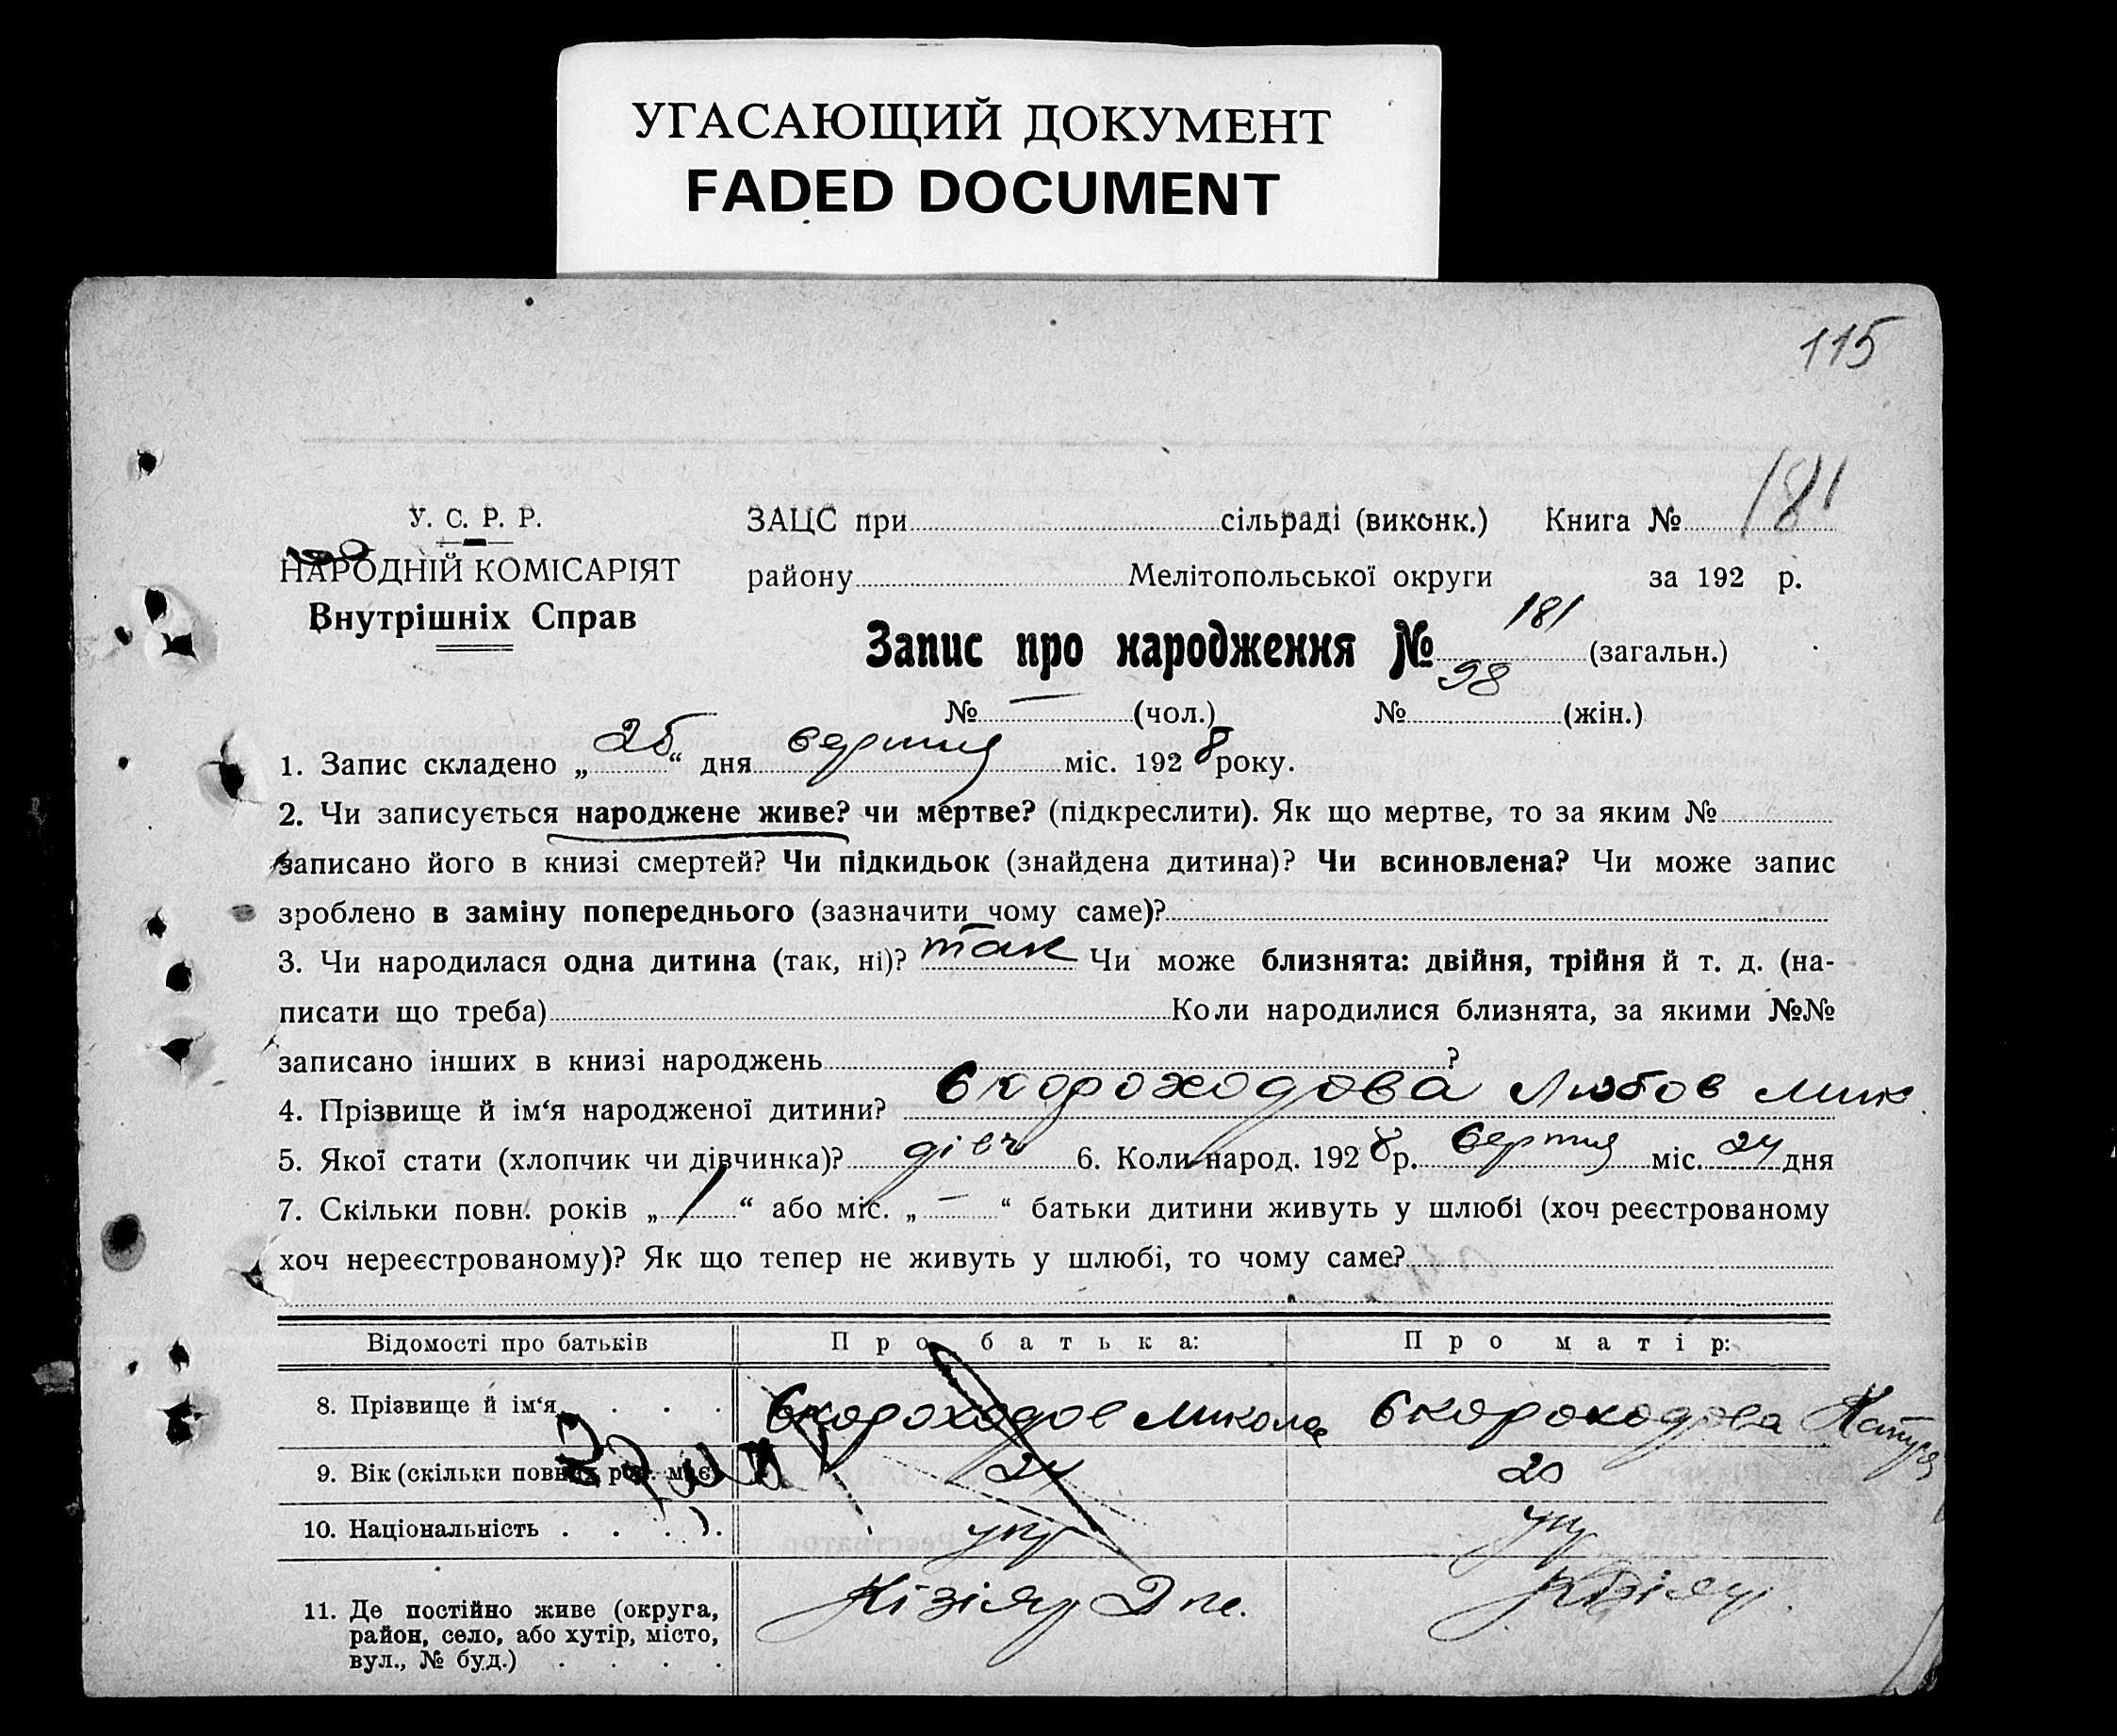 УГАСАЮЩИЙ ДОКУМЕНТ
FADED DOCUMENT
115
У. С. Р. Р.
НАРОДНІЙ КОМІСАРІЯТ
Внутрішніх Справ
ЗАЦС при сільраді (виконк.) Книга № 181
району Мелітопольської округи за 192 р.
Запис про народження № 181 (загальн.)
№ — (чол.) № 98 (жін.)
1. Запис складено „25“ дня серпня міс. 1928 року.
2. Чи записується народжене живе? чи мертве? (підкреслити). Як що мертве, то за яким №
записано його в книзі смертей? Чи підкидьок (знайдена дитина)? Чи всиновлена? Чи може запис
зроблено в заміну попереднього (зазначити чому саме)?
3. Чи народилася одна дитина (так, ні)? так Чи може близнята: двійня, трійня й т. д. (на-
писати що треба) Коли народилися близнята, за якими №№
записано інших в книзі народжень ?
4. Прізвище й ім‘я народженої дитини? Скороходова Любов Мик
5. Якої стати (хлопчик чи дівчинка)? дівч 6. Коли народ. 1928 р. Серпня міс. 24 дня
7. Скільки повн. років „1“ або міс. „—“ батьки дитини живуть у шлюбі (хоч реєстрованому
хоч нереєстрованому)? Як що тепер не живуть у шлюбі, то чому саме?
Відомості про батьків Про батька: Про матір:
8. Прізвище й ім‘я . . . Скороходов Микола Скороходова
9. Вік (скільки повних рок. має) 24 20
10. Національність . . . . укр укр
11. Де постійно живе (округа, Кізіяр Кізіяр
район, село, або хутір, місто,
вул., № буд.) . . . .